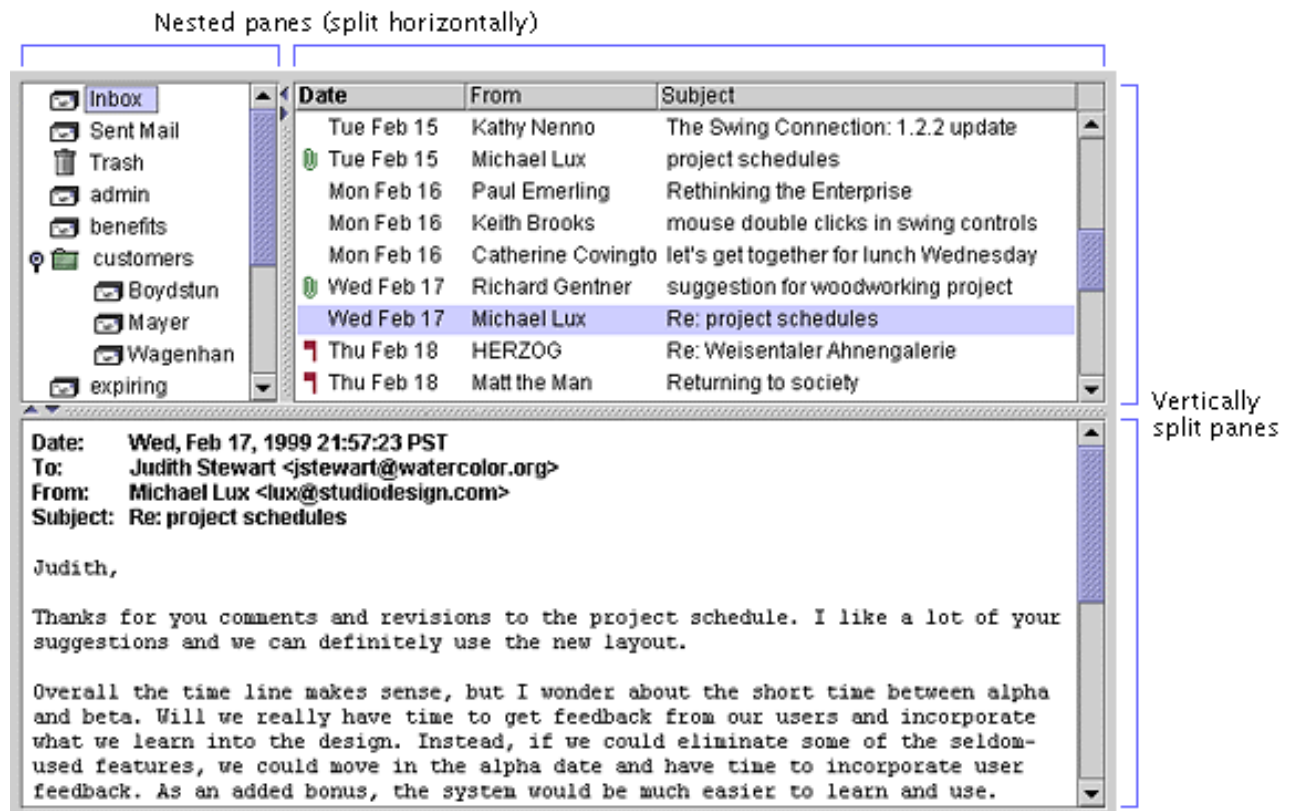 Nested panes (split horizontally)
Inbox
Sent Mail
Trash
admin
benefits
customers
Boydstun
Mayer
Wagenhan
expiring
Date From Subject
Tue Feb 15 Kathy Nenno The Swing Connection: 1.2.2 update
Tue Feb 15 Michael Lux project schedules
Mon Feb 16 Paul Emerling Rethinking the Enterprise
Mon Feb 16 Keith Brooks mouse double clicks in swing controls
Mon Feb 16 Catherine Covingto let's get together for lunch Wednesday
Wed Feb 17 Richard Gentner suggestion for woodworking project
Wed Feb 17 Michael Lux Re: project schedules
Thu Feb 18 HERZOG Re: Weisentaler Ahnengalerie
Thu Feb 18 Matt the Man Returning to society
Vertically
split panes
Date: Wed, Feb 17, 1999 21:57:23 PST
To: Judith Stewart <jstewart@watercolor.org>
From: Michael Lux <lux@studiodesign.com>
Subject: Re: project schedules
Judith,
Thanks for you comments and revisions to the project schedule. I like a lot of your
suggestions and we can definitely use the new layout.
Overall the time line makes sense, but I wonder about the short time between alpha
and beta. Will we really have time to get feedback from our users and incorporate
what we learn into the design. Instead, if we could eliminate some of the seldom-
used features, we could move in the alpha date and have time to incorporate user
feedback. As an added bonus, the system would be much easier to learn and use.